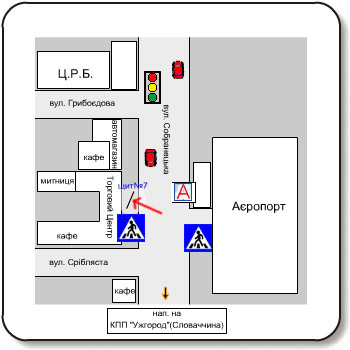 Ц.Р.Б.
вул. Грибоєдова
вул. Собранецька
автомагазин
кафе
митниця
щит№7
Торговий Центр
А
Аєропорт
кафе
вул. Срібляста
кафе
нап. на
КПП "Ужгород"(Словаччина)